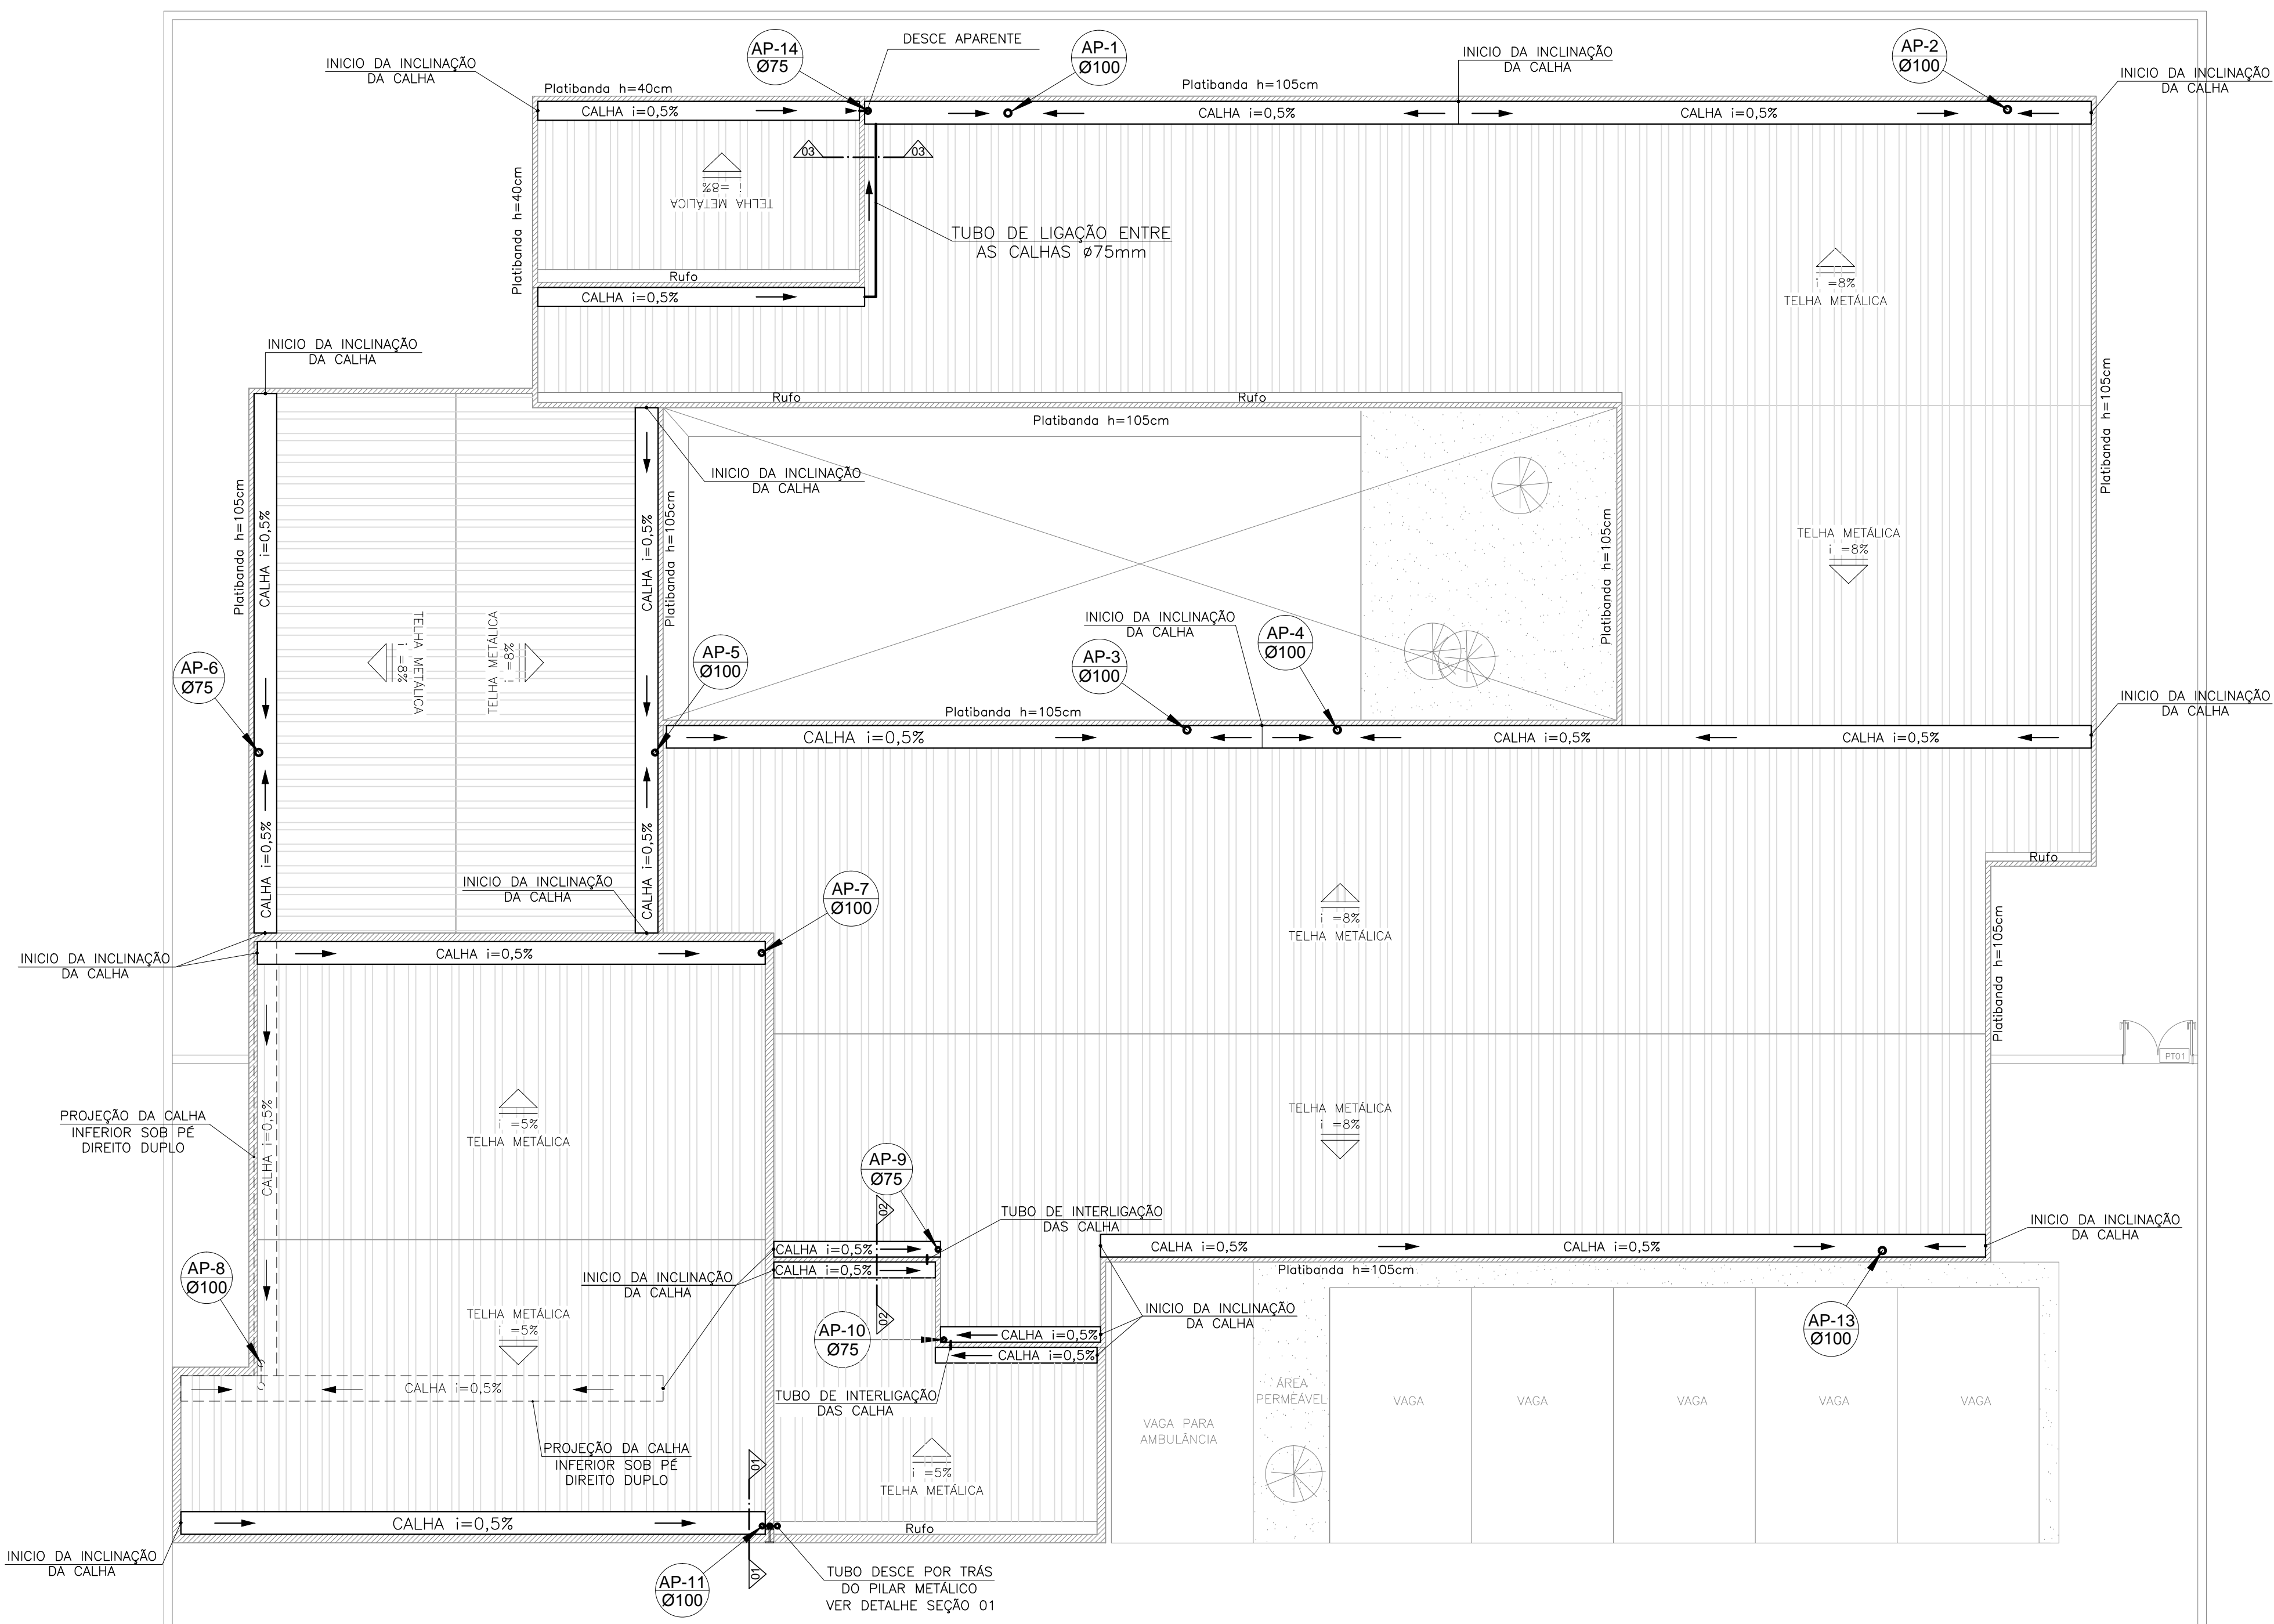 AP-14
Ø75
DESCE APARENTE
AP-1
Ø100
INICIO DA INCLINAÇÃO
DA CALHA
AP-2
Ø100
INICIO DA INCLINAÇÃO
DA CALHA
INICIO DA INCLINAÇÃO
DA CALHA
Platibanda h=40cm
Platibanda h=105cm
CALHA i=0,5%
CALHA i=0,5%
CALHA i=0,5%
03
03
i =8%
TELHA METÁLICA
Platibanda h=40cm
TUBO DE LIGAÇÃO ENTRE
AS CALHAS ø75mm
Rufo
CALHA i=0,5%
i =8%
TELHA METÁLICA
INICIO DA INCLINAÇÃO
DA CALHA
Rufo
Rufo
Platibanda h=105cm
Platibanda h=105cm
INICIO DA INCLINAÇÃO
DA CALHA
Platibanda h=105cm
CALHA i=0,5%
CALHA i=0,5%
Platibanda h=105cm
Platibanda h=105cm
TELHA METÁLICA
i =8%
TELHA METÁLICA
i =8%
TELHA METÁLICA
i =8%
INICIO DA INCLINAÇÃO
DA CALHA
AP-4
Ø100
AP-3
Ø100
AP-5
Ø100
AP-6
Ø75
INICIO DA INCLINAÇÃO
DA CALHA
Platibanda h=105cm
CALHA i=0,5%
CALHA i=0,5%
CALHA i=0,5%
CALHA i=0,5%
CALHA i=0,5%
Rufo
INICIO DA INCLINAÇÃO
DA CALHA
AP-7
Ø100
i =8%
TELHA METÁLICA
Platibanda h=105cm
INICIO DA INCLINAÇÃO
DA CALHA
CALHA i=0,5%
PT01
PROJEÇÃO DA CALHA
INFERIOR SOB PÉ
DIREITO DUPLO
CALHA i=0,5%
i =5%
TELHA METÁLICA
TELHA METÁLICA
i =8%
AP-9
Ø75
02
TUBO DE INTERLIGAÇÃO
DAS CALHA
INICIO DA INCLINAÇÃO
DA CALHA
CALHA i=0,5%
CALHA i=0,5%
CALHA i=0,5%
CALHA i=0,5%
Platibanda h=105cm
AP-8
Ø100
INICIO DA INCLINAÇÃO
DA CALHA
TELHA METÁLICA
i =5%
02
INICIO DA INCLINAÇÃO
DA CALHA
AP-10
Ø75
CALHA i=0,5%
CALHA i=0,5%
AP-13
Ø100
CALHA i=0,5%
TUBO DE INTERLIGAÇÃO
DAS CALHA
ÁREA
PERMEÁVEL
VAGA
VAGA
VAGA
VAGA
VAGA
VAGA PARA
AMBULÂNCIA
PROJEÇÃO DA CALHA
INFERIOR SOB PÉ
DIREITO DUPLO
01
i =5%
TELHA METÁLICA
CALHA i=0,5%
Rufo
INICIO DA INCLINAÇÃO
DA CALHA
01
AP-11
Ø100
TUBO DESCE POR TRÁS
DO PILAR METÁLICO
VER DETALHE SEÇÃO 01